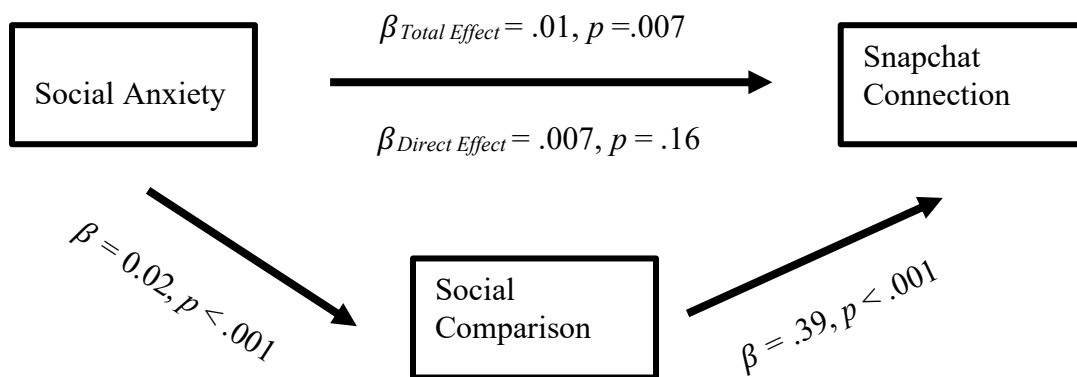 β Total Effect = .01, p =.007
Social Anxiety
Snapchat
Connection
β Direct Effect = .007, p = .16
β = 0.02, p < .001
Social
Comparison
β = .39, p < .001